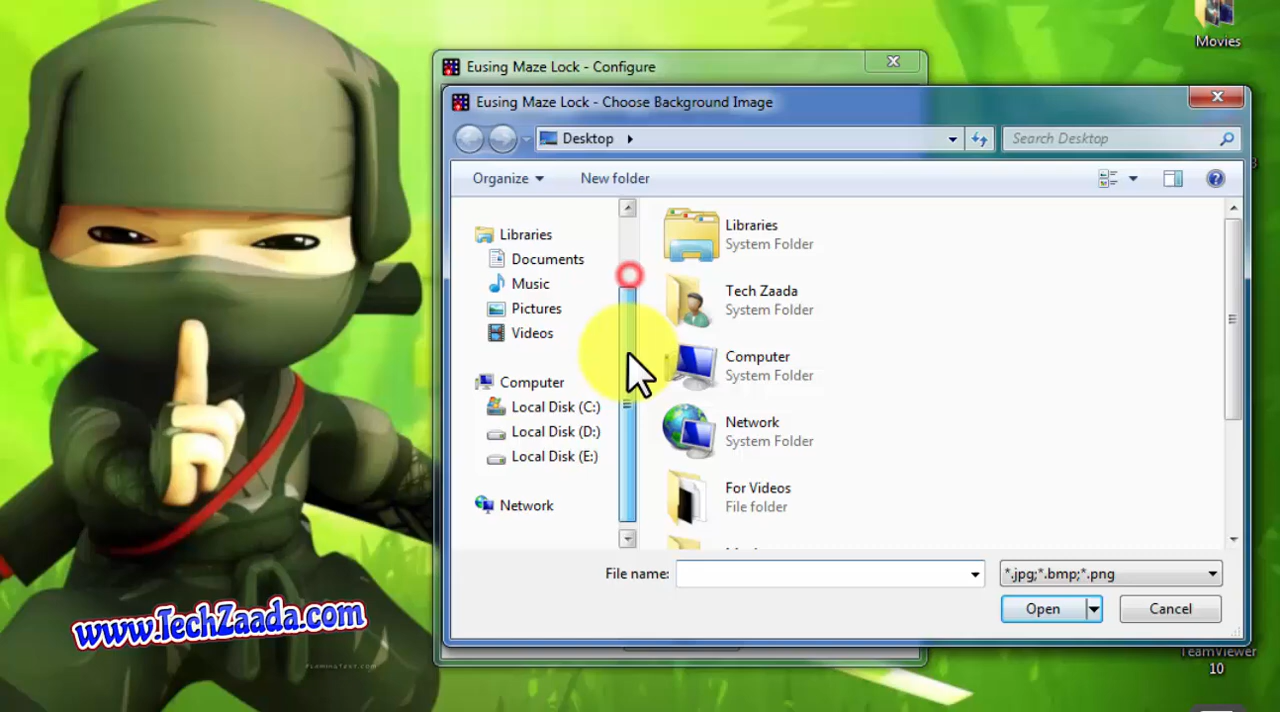 Movies
Eusing Maze Lock - Configure
Eusing Maze Lock - Choose Background Image
Desktop
Search Desktop
Organize
New folder
Libraries
Documents
Music
Pictures
Videos
Computer
Local Disk (C:)
Local Disk (D:)
Local Disk (E:)
Network
Libraries
System Folder
Tech Zaada
System Folder
Computer
System Folder
Network
System Folder
For Videos
File folder
File name:
*.jpg;*.bmp;*.png
Open
Cancel
www.TechZaada.com
TeamViewer
10